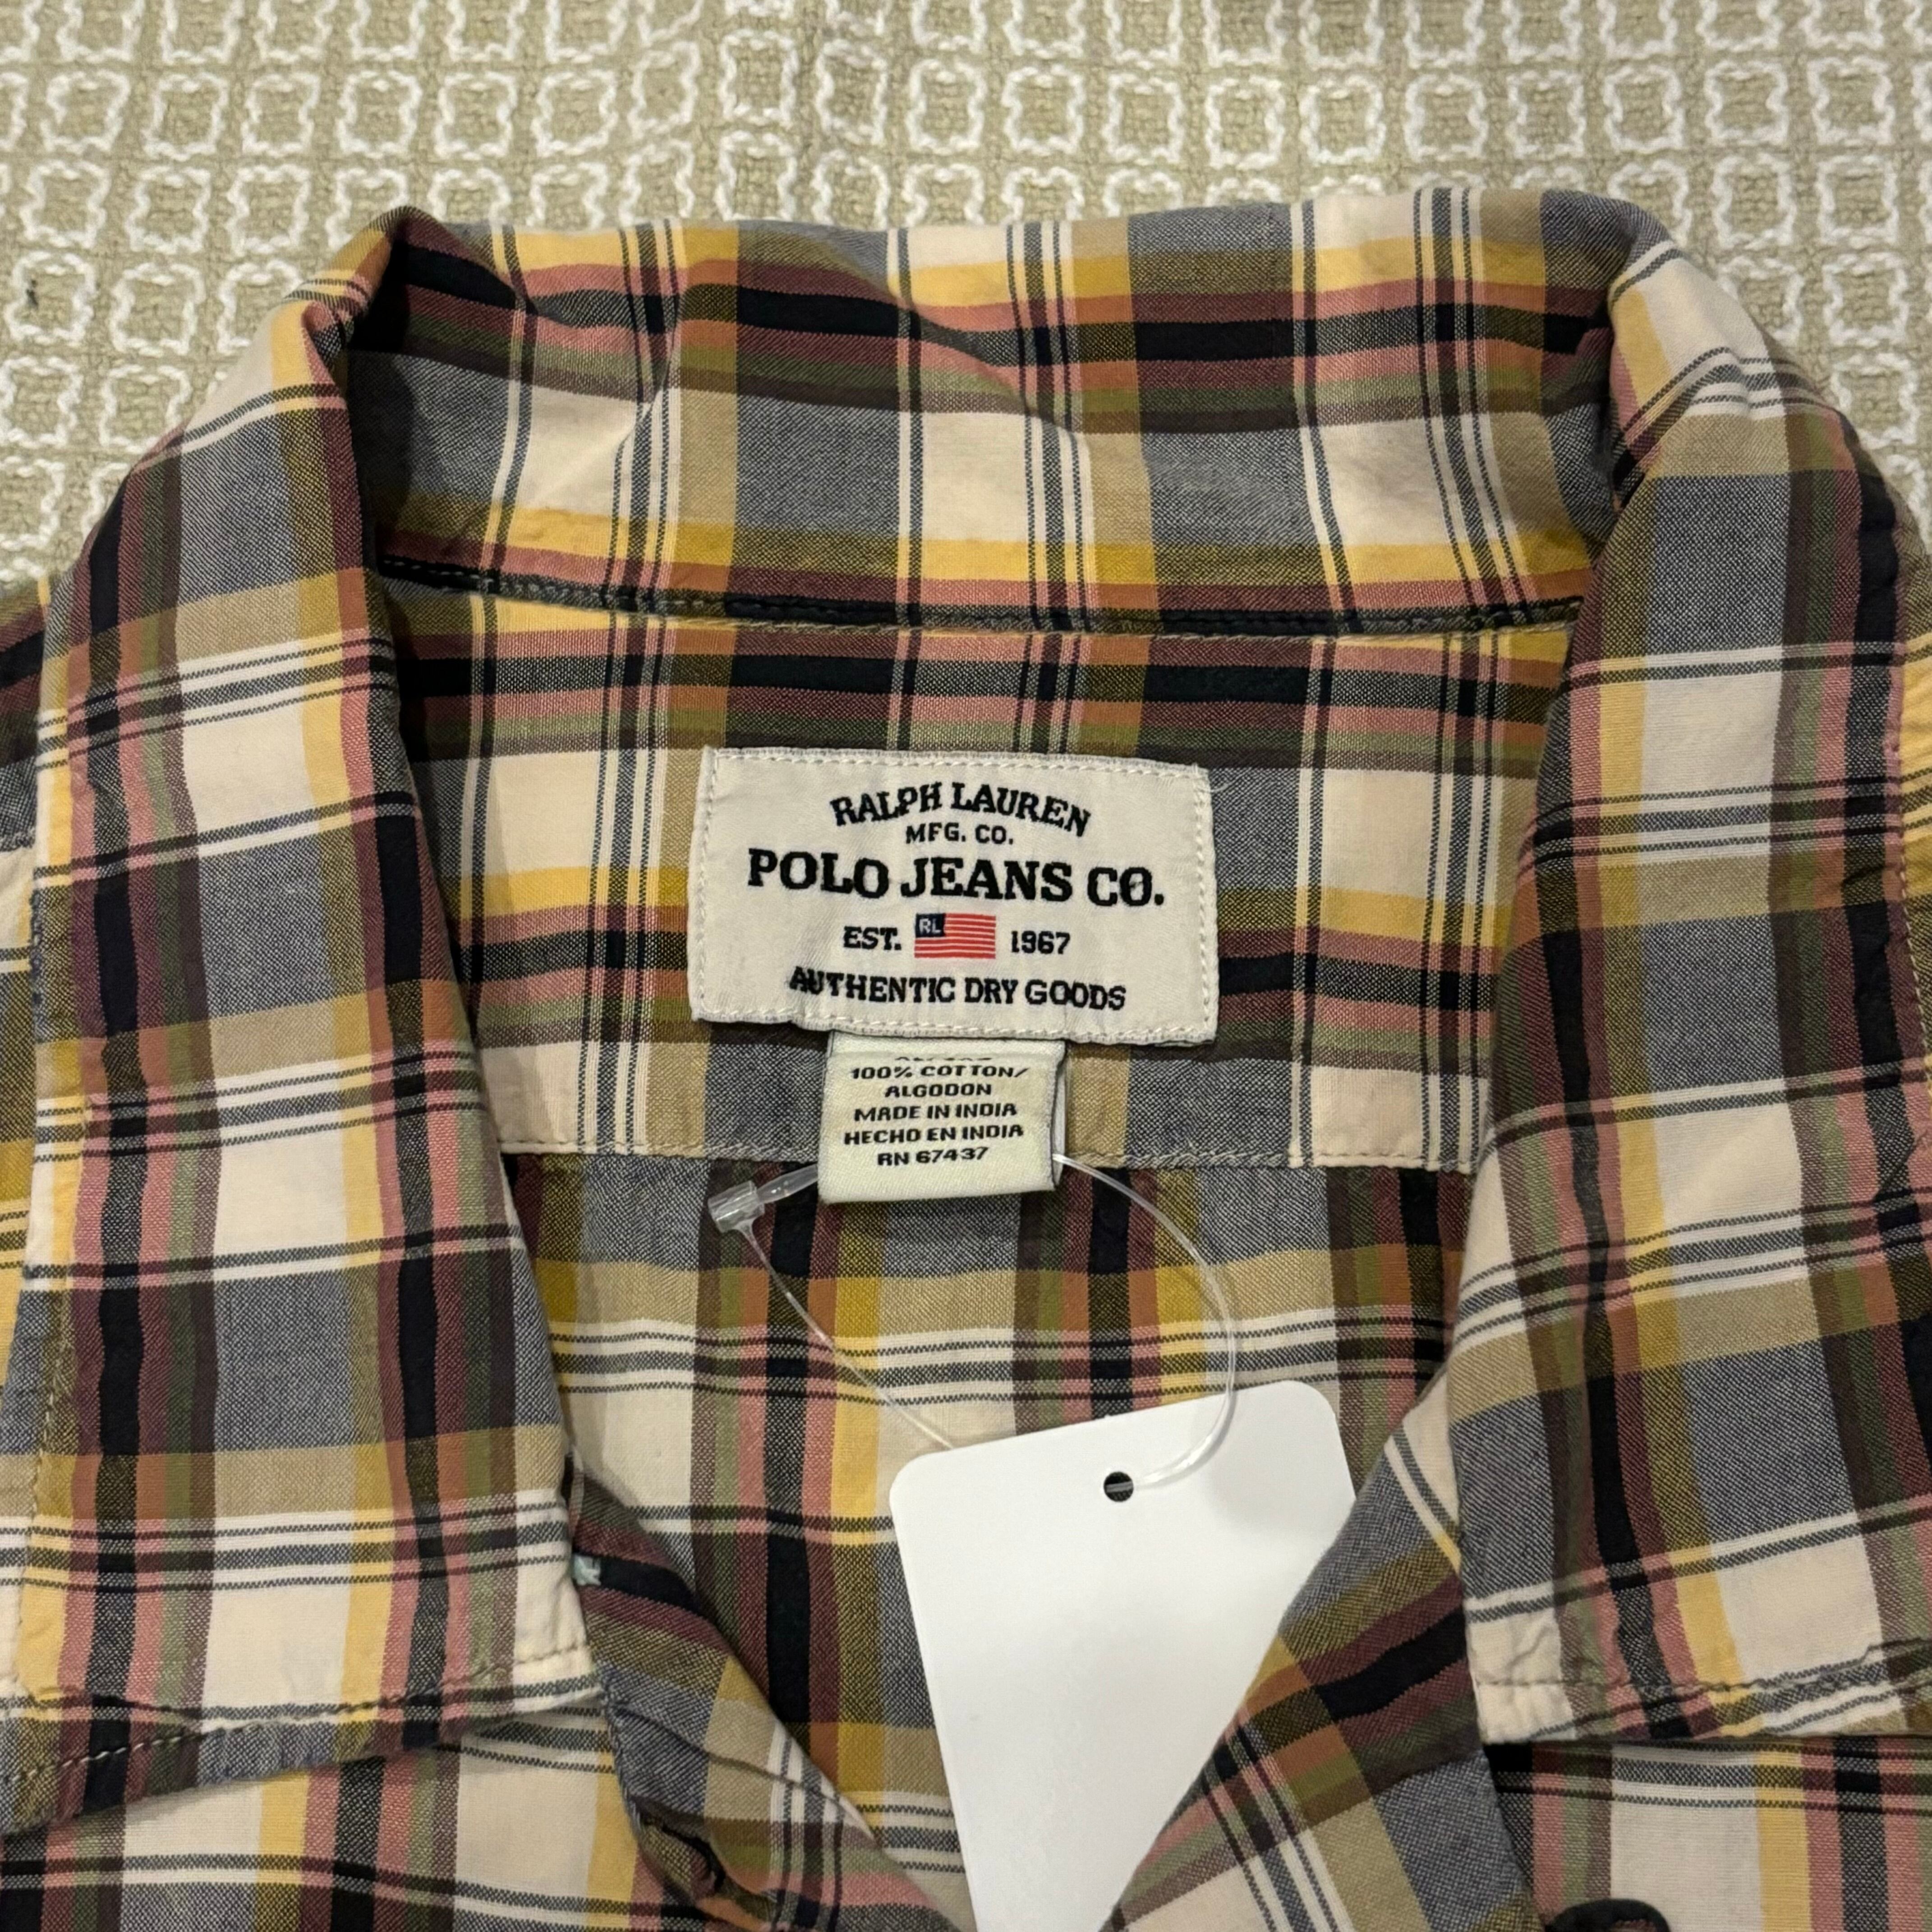 RALPH LAUREN
MFG. CO.
POLO JEANS CO.
EST. RL 1967
AUTHENTIC DRY GOODS
100% COTTON/
ALGODON
MADE IN INDIA
HECHO EN INDIA
RN 67437